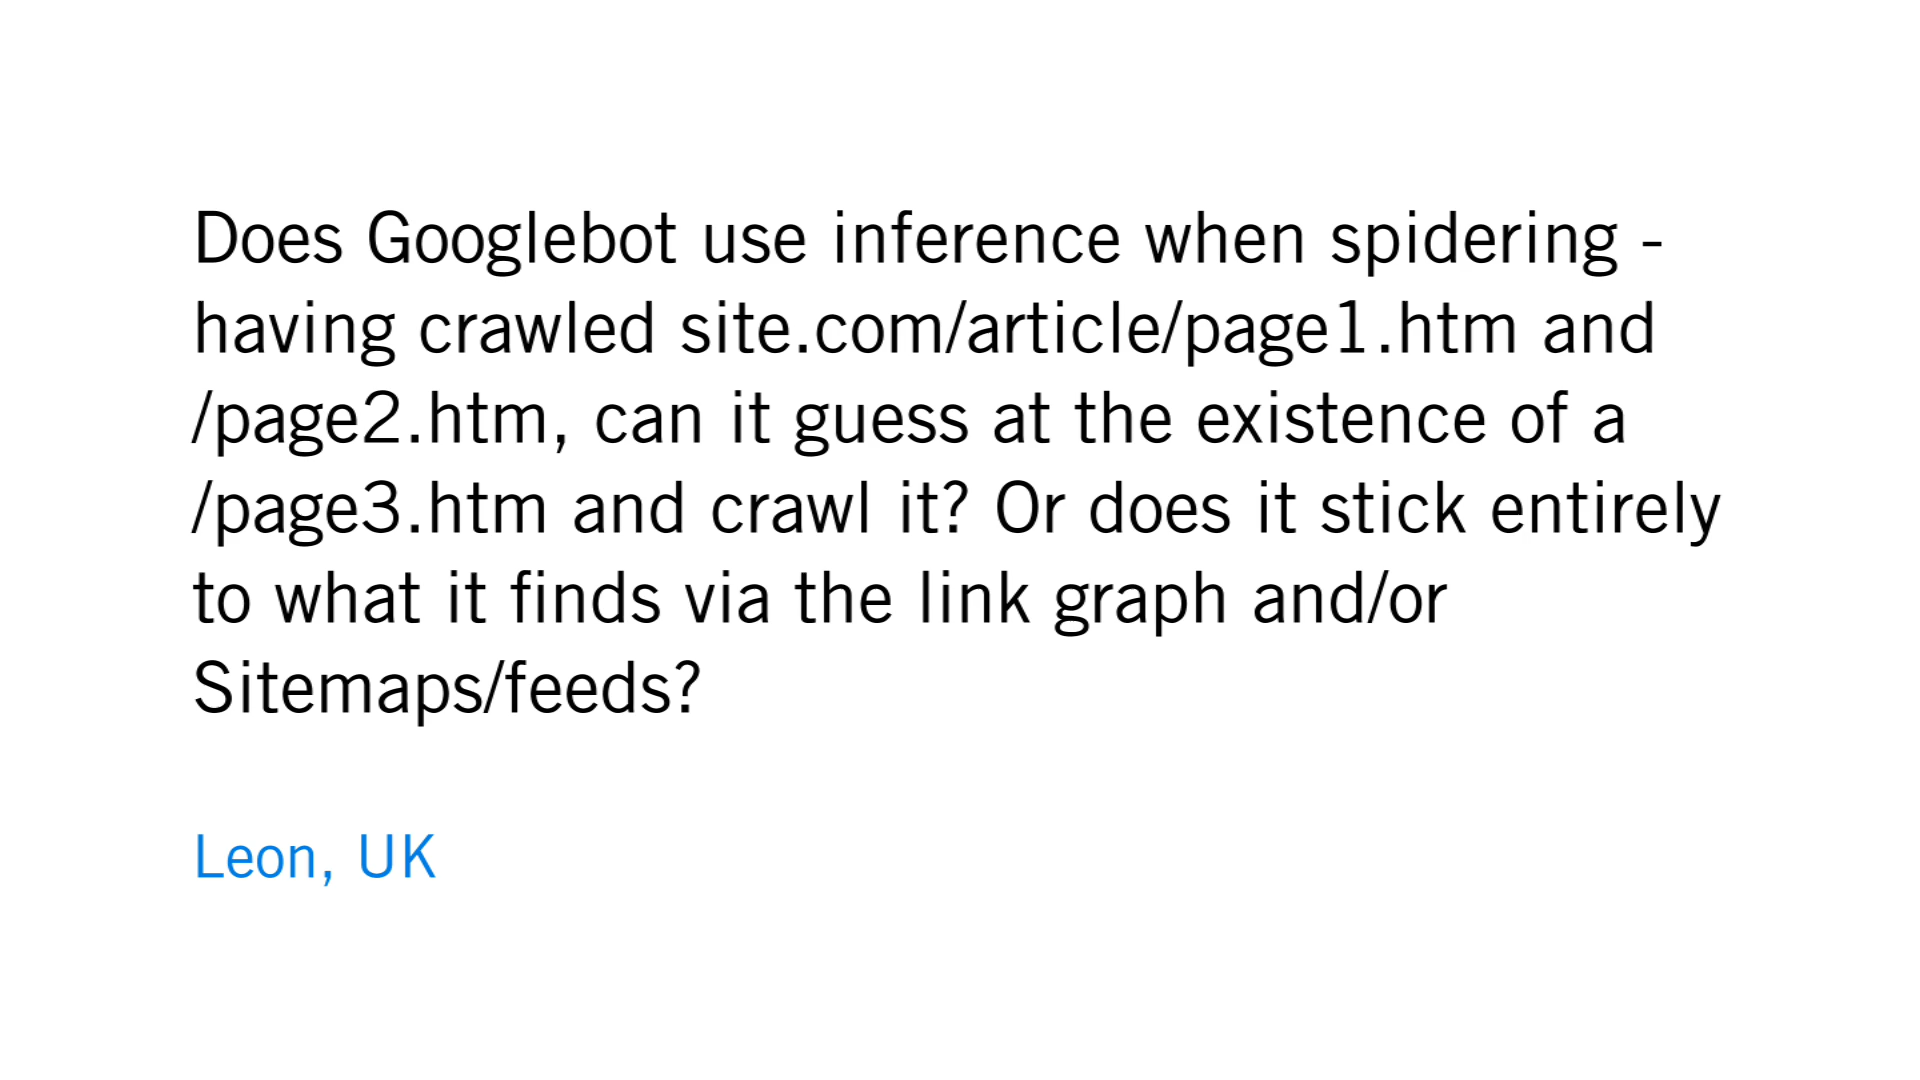 Does Googlebot use inference when spidering -
having crawled site.com/article/page1.htm and
/page2.htm, can it guess at the existence of a
/page3.htm and crawl it? Or does it stick entirely
to what it finds via the link graph and/or
Sitemaps/feeds?
Leon, UK